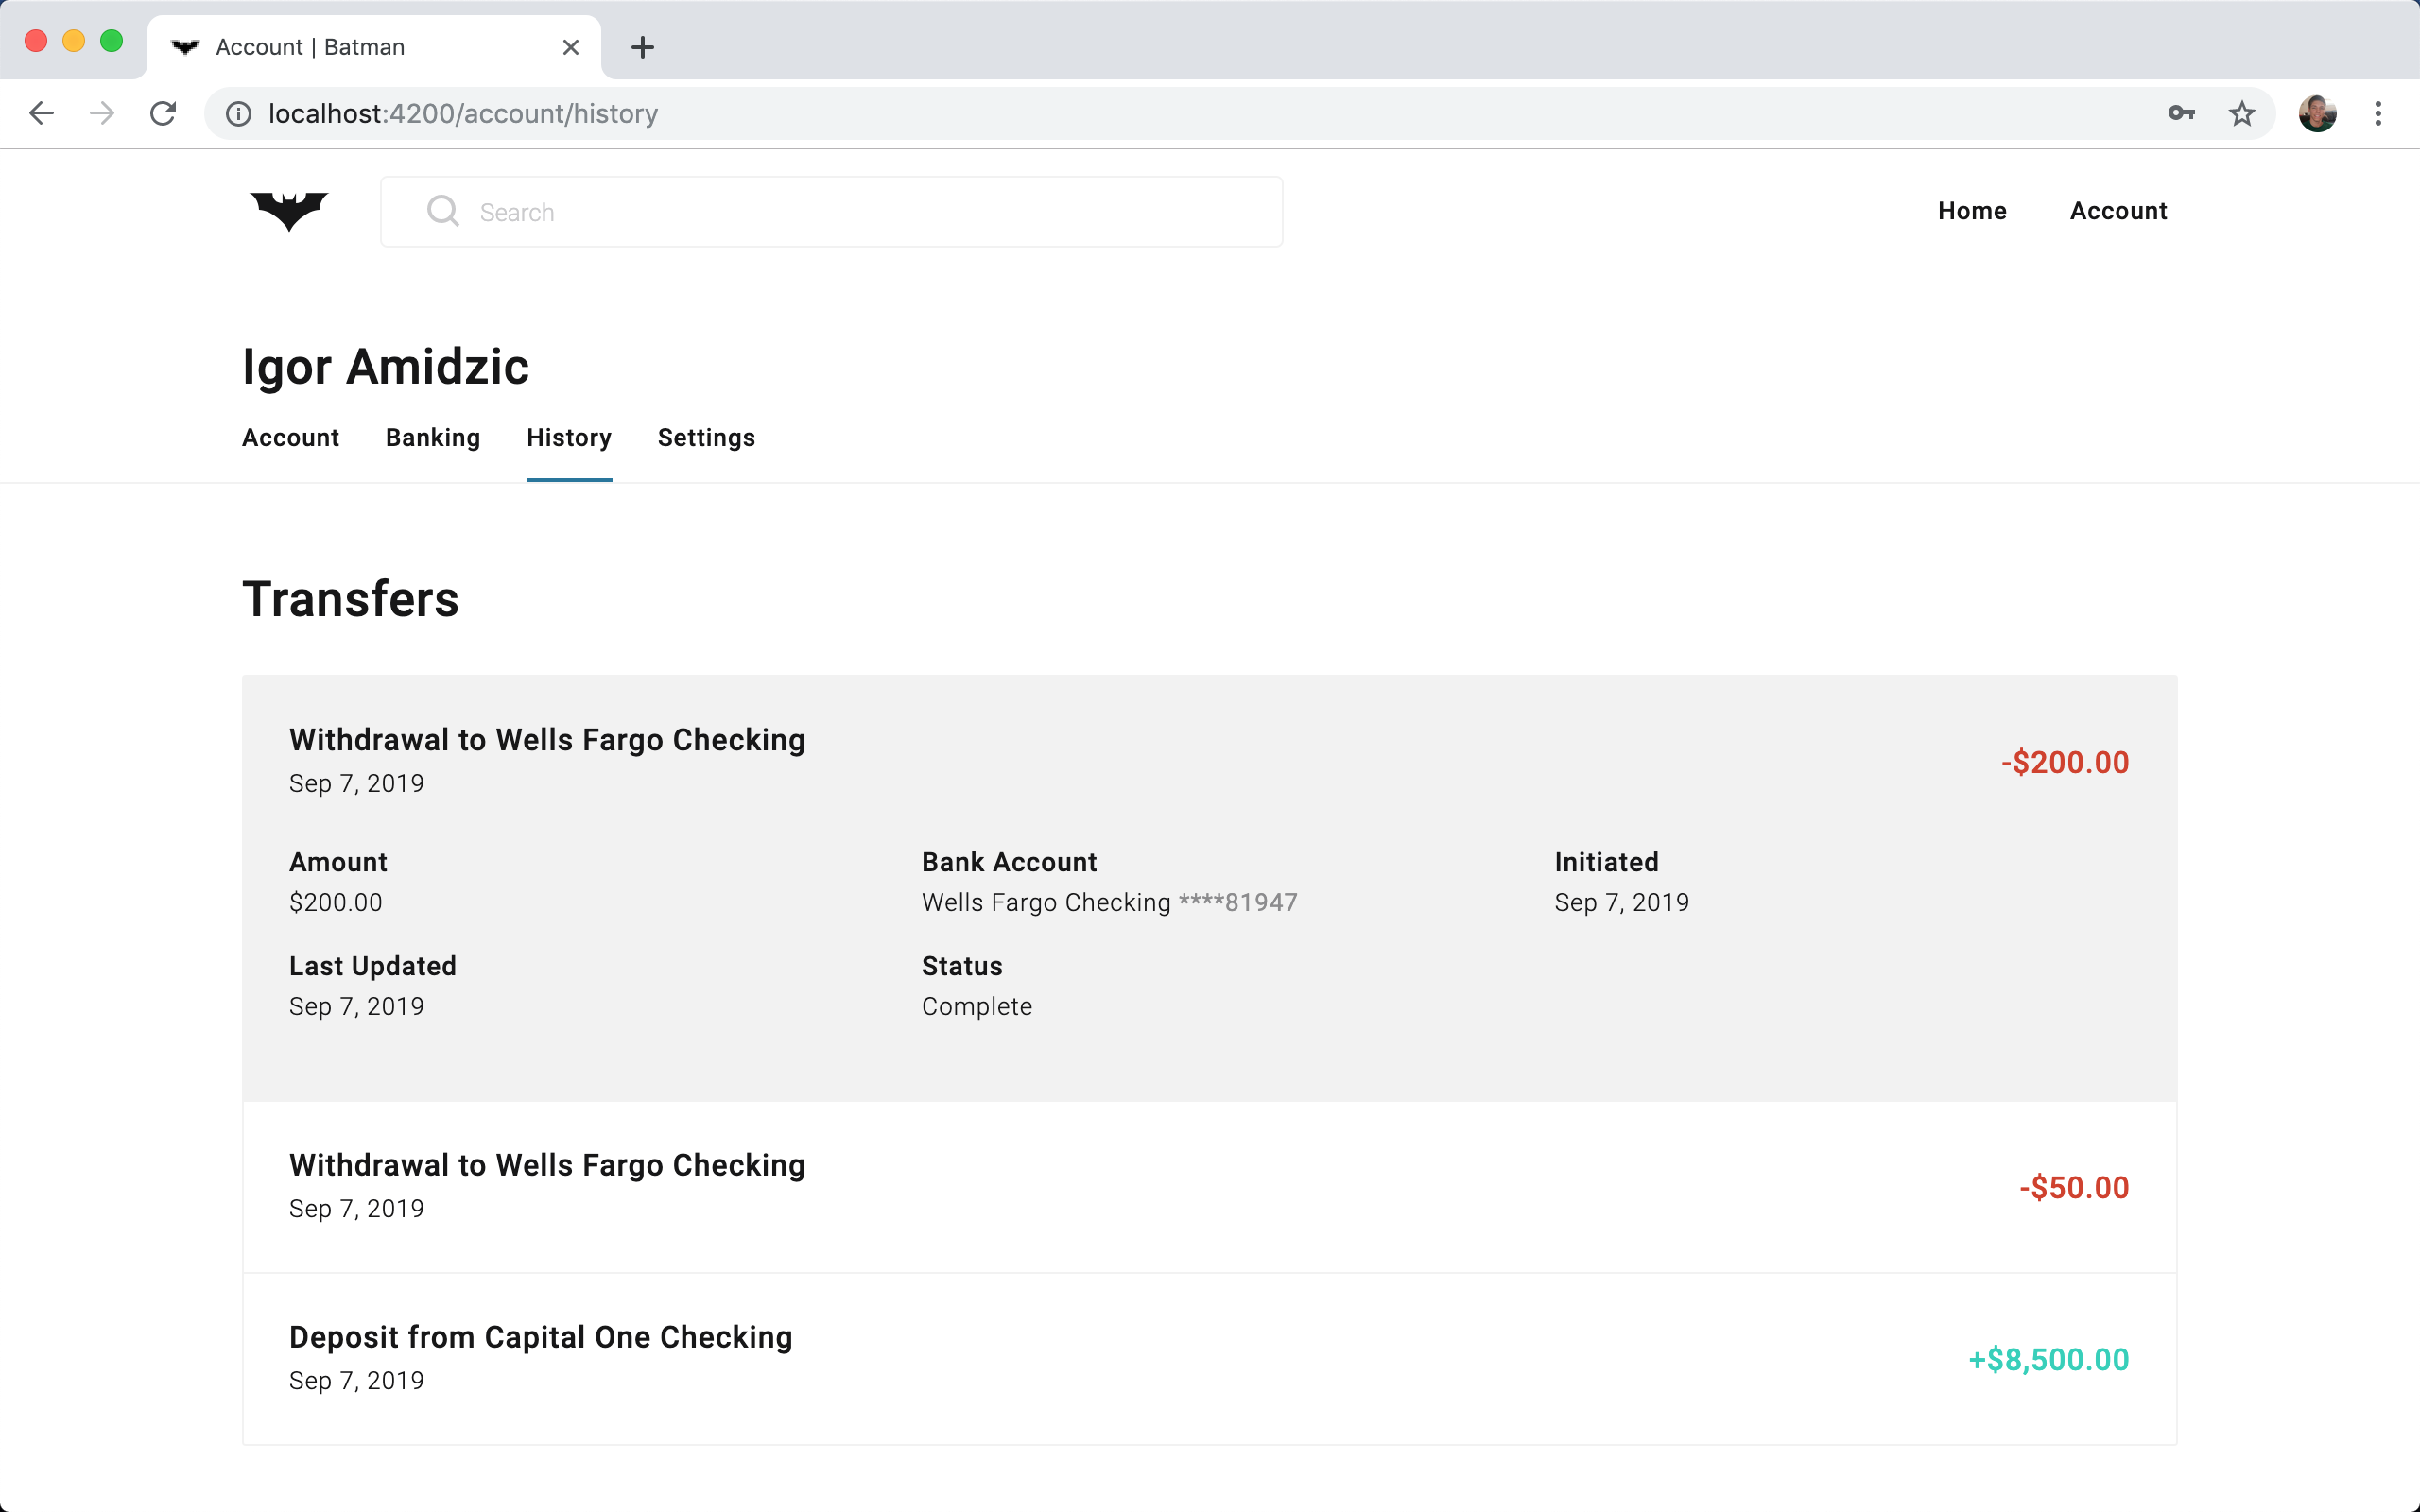 Account | Batman
localhost:4200/account/history
Search
Home Account
Igor Amidzic
Account Banking History Settings
Transfers
Withdrawal to Wells Fargo Checking
Sep 7, 2019
-$200.00
Amount
$200.00
Bank Account
Wells Fargo Checking ****81947
Initiated
Sep 7, 2019
Last Updated
Sep 7, 2019
Status
Complete
Withdrawal to Wells Fargo Checking
Sep 7, 2019
-$50.00
Deposit from Capital One Checking
Sep 7, 2019
+$8,500.00